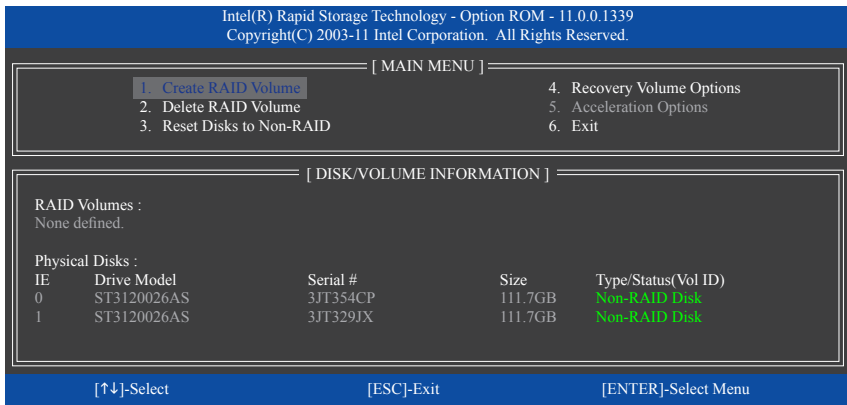 Intel(R) Rapid Storage Technology - Option ROM - 11.0.0.1339
Copyright(C) 2003-11 Intel Corporation. All Rights Reserved.
[ MAIN MENU ]
1. Create RAID Volume
2. Delete RAID Volume
3. Reset Disks to Non-RAID
4. Recovery Volume Options
5. Acceleration Options
6. Exit
[ DISK/VOLUME INFORMATION ]
RAID Volumes :
None defined.
Physical Disks :
IE Drive Model Serial # Size Type/Status(Vol ID)
0 ST3120026AS 3JT354CP 111.7GB Non-RAID Disk
1 ST3120026AS 3JT329JX 111.7GB Non-RAID Disk
[↑↓]-Select [ESC]-Exit [ENTER]-Select Menu